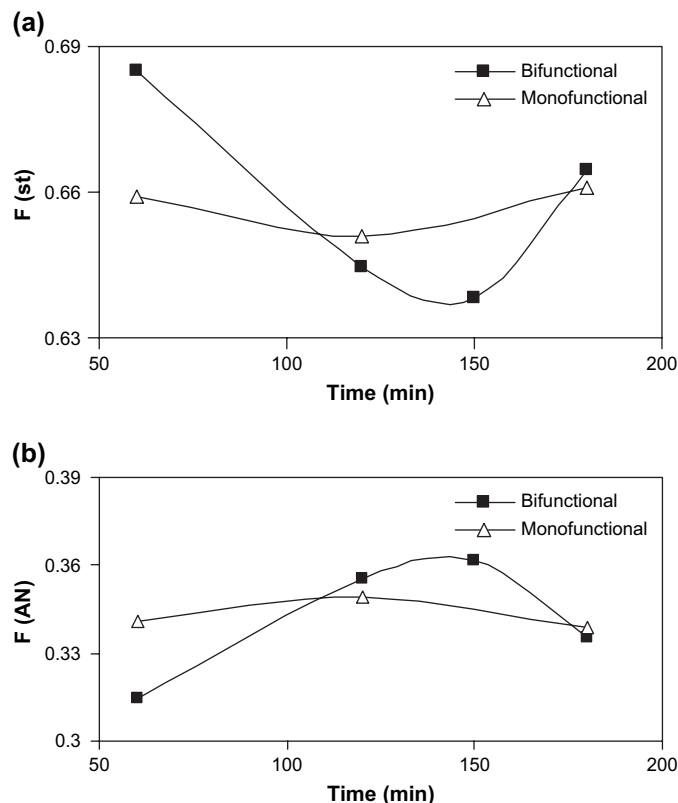 (a)
0.69
Bifunctional
Monofunctional
0.66
F (st)
0.63
50 100 150 200
Time (min)
(b)
0.39
Bifunctional
Monofunctional
0.36
F (AN)
0.33
0.3
50 100 150 200
Time (min)